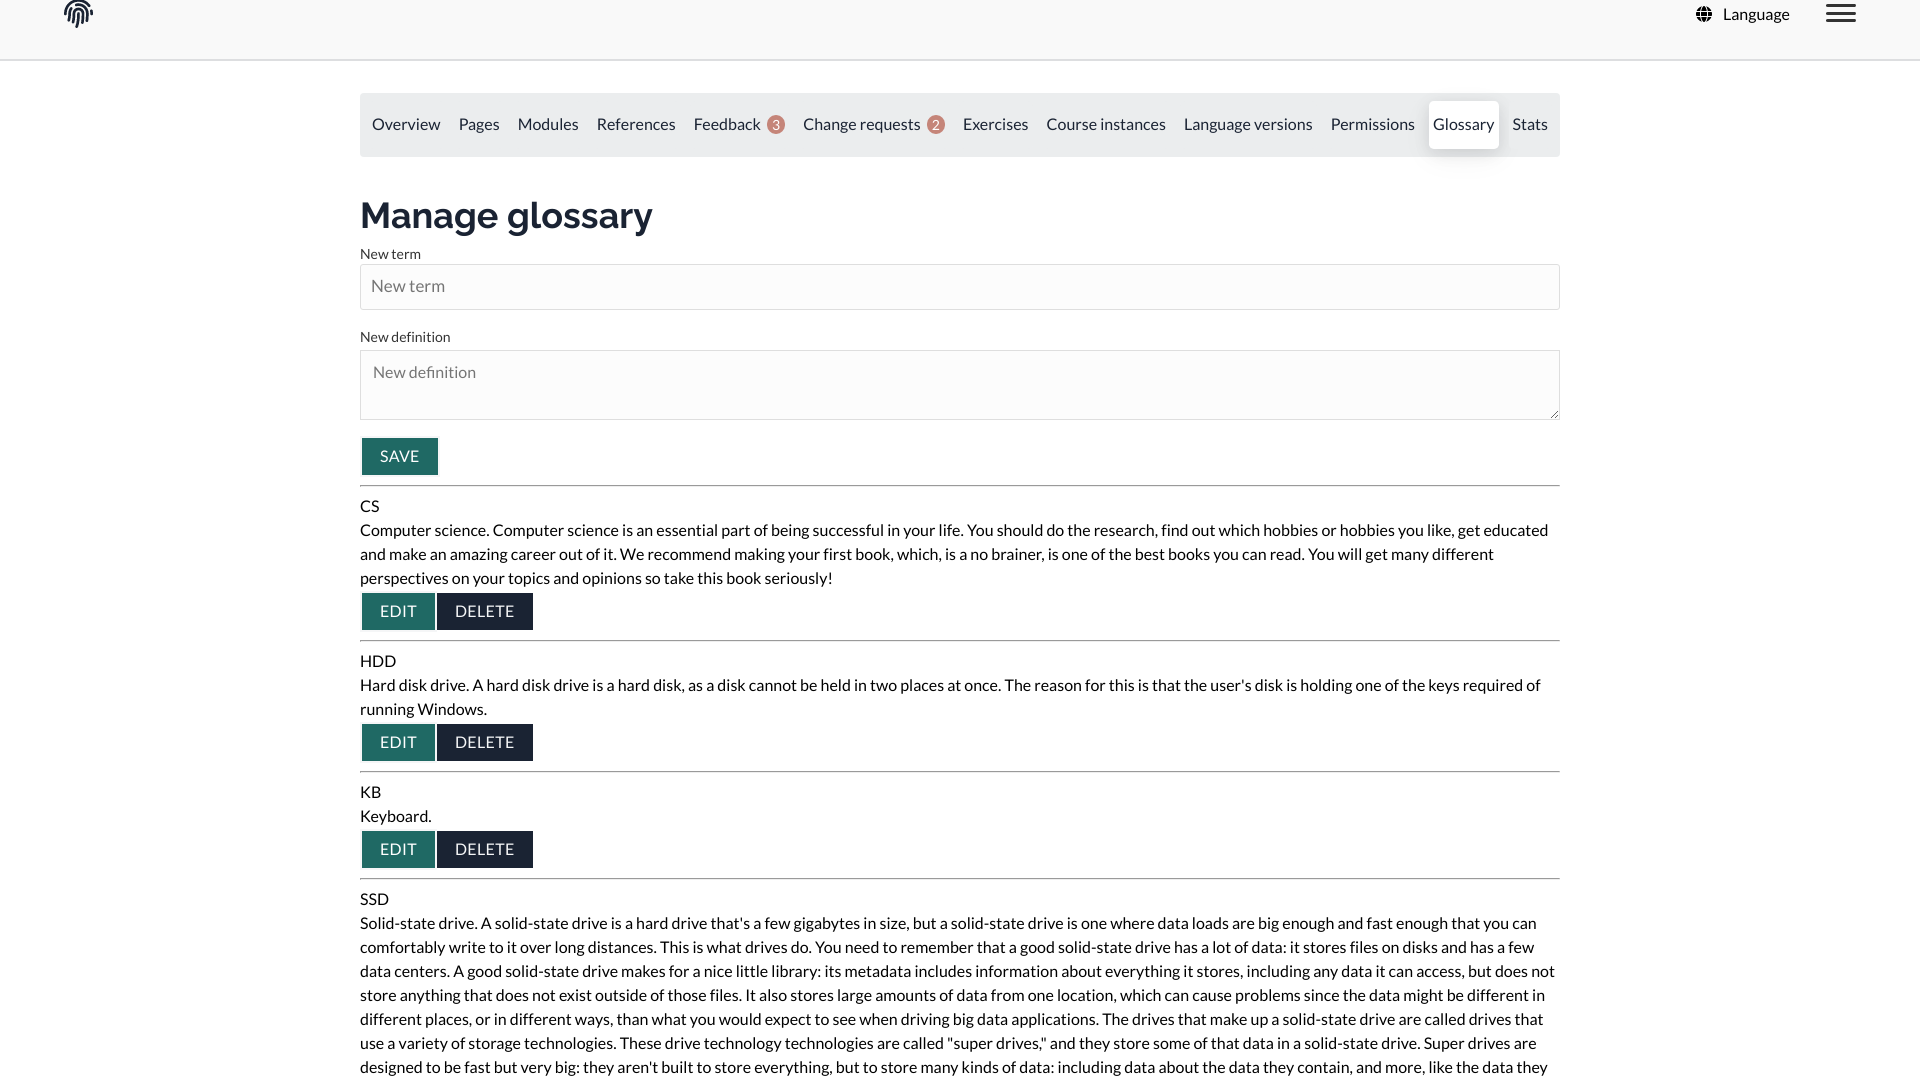 Language
Overview Pages Modules References Feedback 3 Change requests 2 Exercises Course instances Language versions Permissions Glossary Stats
Manage glossary
New term
New term
New definition
New definition
SAVE
CS
Computer science. Computer science is an essential part of being successful in your life. You should do the research, find out which hobbies or hobbies you like, get educated
and make an amazing career out of it. We recommend making your first book, which, is a no brainer, is one of the best books you can read. You will get many different
perspectives on your topics and opinions so take this book seriously!
EDIT DELETE
HDD
Hard disk drive. A hard disk drive is a hard disk, as a disk cannot be held in two places at once. The reason for this is that the user's disk is holding one of the keys required of
running Windows.
EDIT DELETE
KB
Keyboard.
EDIT DELETE
SSD
Solid-state drive. A solid-state drive is a hard drive that's a few gigabytes in size, but a solid-state drive is one where data loads are big enough and fast enough that you can
comfortably write to it over long distances. This is what drives do. You need to remember that a good solid-state drive has a lot of data: it stores files on disks and has a few
data centers. A good solid-state drive makes for a nice little library: its metadata includes information about everything it stores, including any data it can access, but does not
store anything that does not exist outside of those files. It also stores large amounts of data from one location, which can cause problems since the data might be different in
different places, or in different ways, than what you would expect to see when driving big data applications. The drives that make up a solid-state drive are called drives that
use a variety of storage technologies. These drive technology technologies are called "super drives," and they store some of that data in a solid-state drive. Super drives are
designed to be fast but very big: they aren't built to store everything, but to store many kinds of data: including data about the data they contain, and more, like the data they